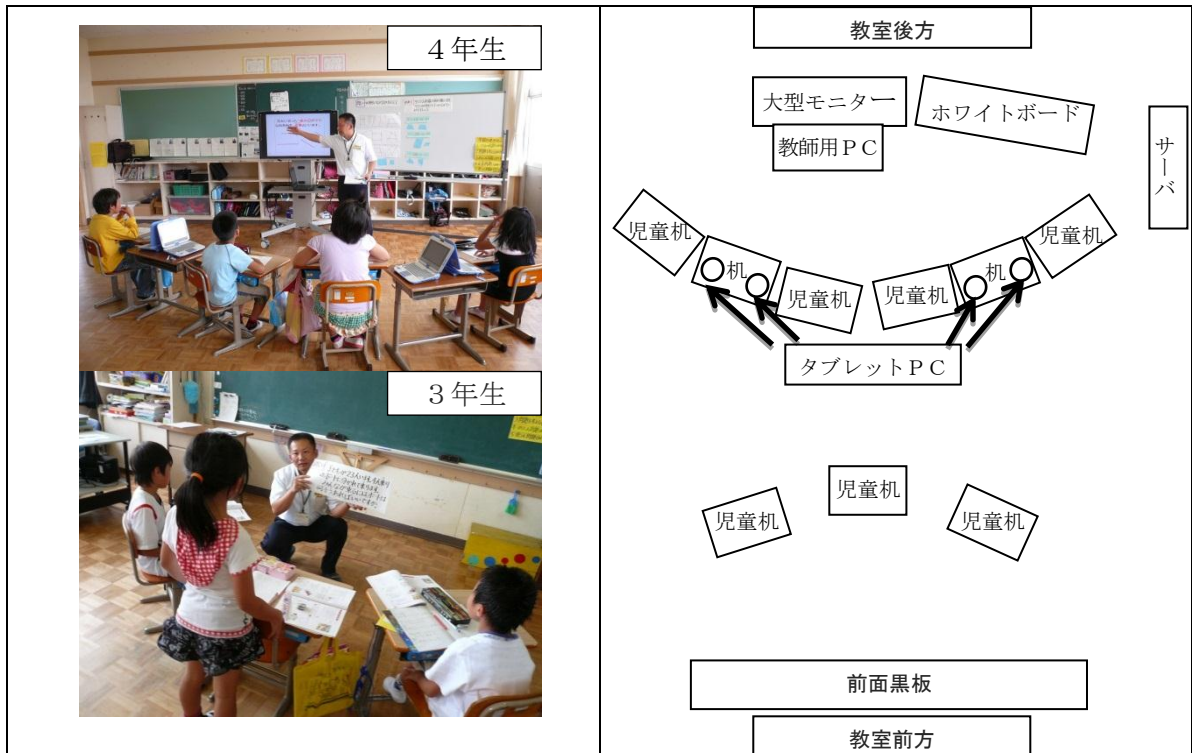 ４年生
３年生
教室後方
大型モニター
ホワイトボード
教師用ＰＣ
サーバ
児童机
机
児童机
児童机
机
児童机
タブレットＰＣ
児童机
児童机
児童机
前面黒板
教室前方